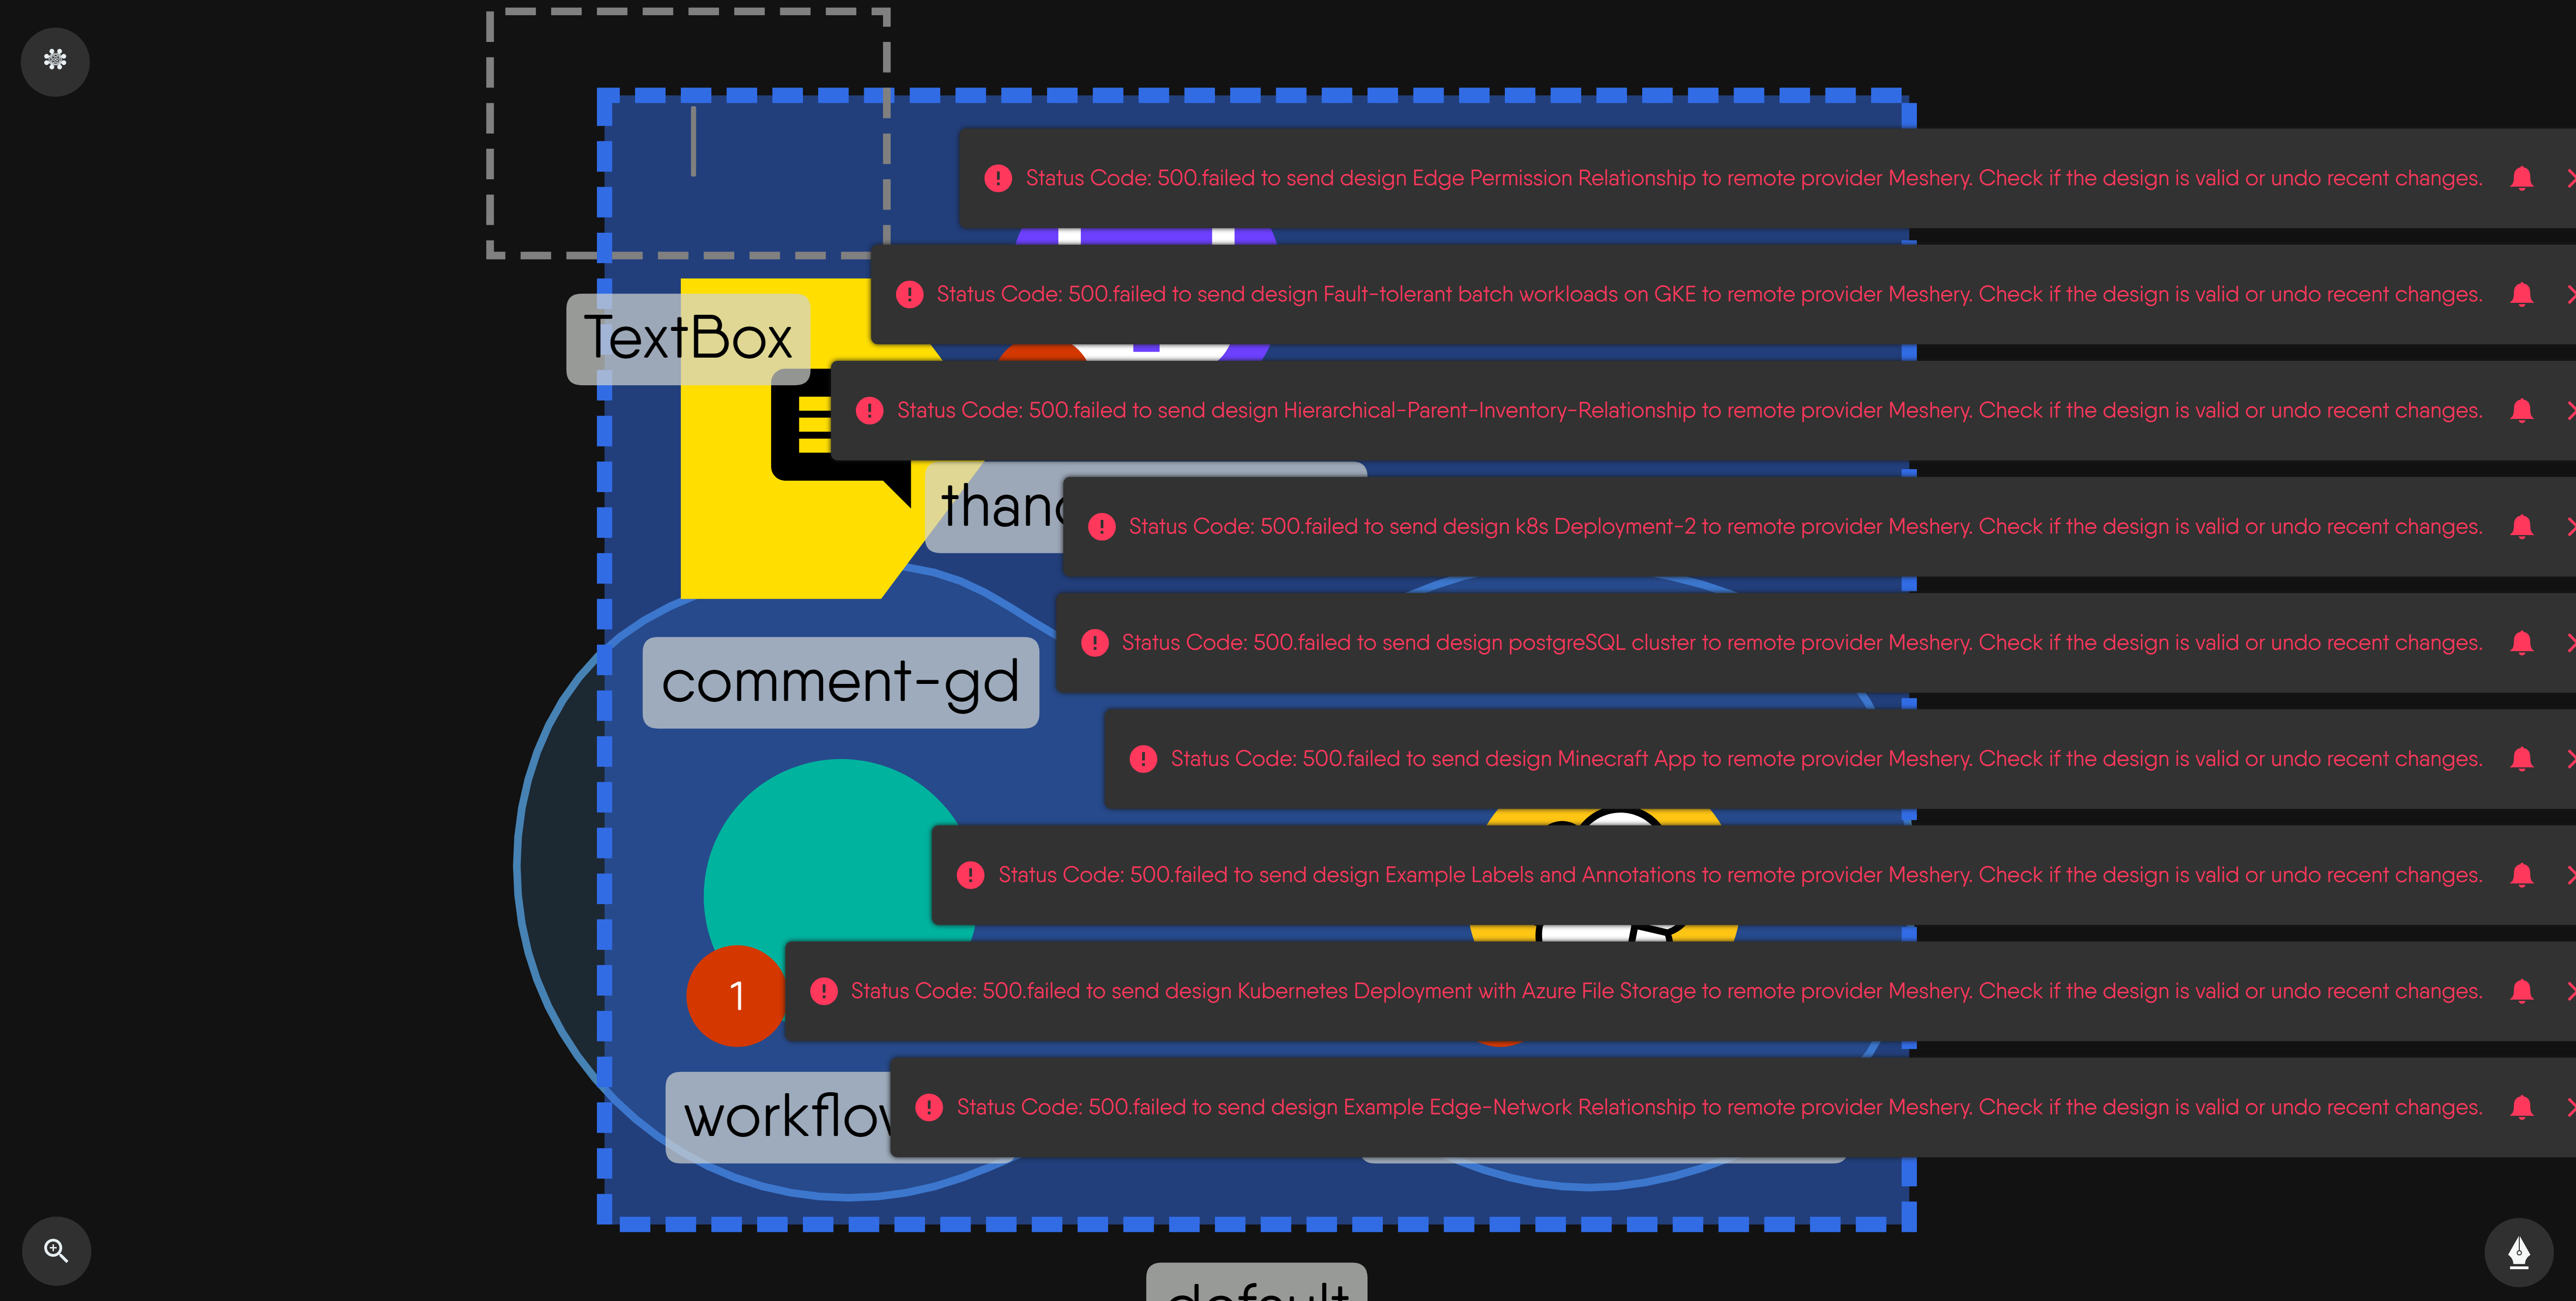 Status Code: 500.failed to send design Edge Permission Relationship to remote provider Meshery. Check if the design is valid or undo recent changes.
Status Code: 500.failed to send design Fault-tolerant batch workloads on GKE to remote provider Meshery. Check if the design is valid or undo recent changes.
TextBox
Status Code: 500.failed to send design Hierarchical-Parent-Inventory-Relationship to remote provider Meshery. Check if the design is valid or undo recent changes.
Status Code: 500.failed to send design k8s Deployment-2 to remote provider Meshery. Check if the design is valid or undo recent changes.
Status Code: 500.failed to send design postgreSQL cluster to remote provider Meshery. Check if the design is valid or undo recent changes.
comment-gd
Status Code: 500.failed to send design Minecraft App to remote provider Meshery. Check if the design is valid or undo recent changes.
Status Code: 500.failed to send design Example Labels and Annotations to remote provider Meshery. Check if the design is valid or undo recent changes.
1
Status Code: 500.failed to send design Kubernetes Deployment with Azure File Storage to remote provider Meshery. Check if the design is valid or undo recent changes.
Status Code: 500.failed to send design Example Edge-Network Relationship to remote provider Meshery. Check if the design is valid or undo recent changes.
default